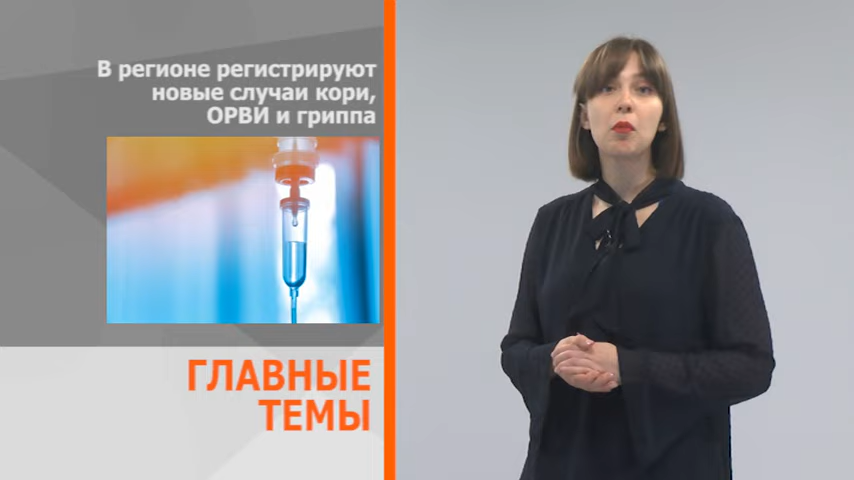 В регионе регистрируют
новые случаи кори,
ОРВИ и гриппа
ГЛАВНЫЕ
ТЕМЫ